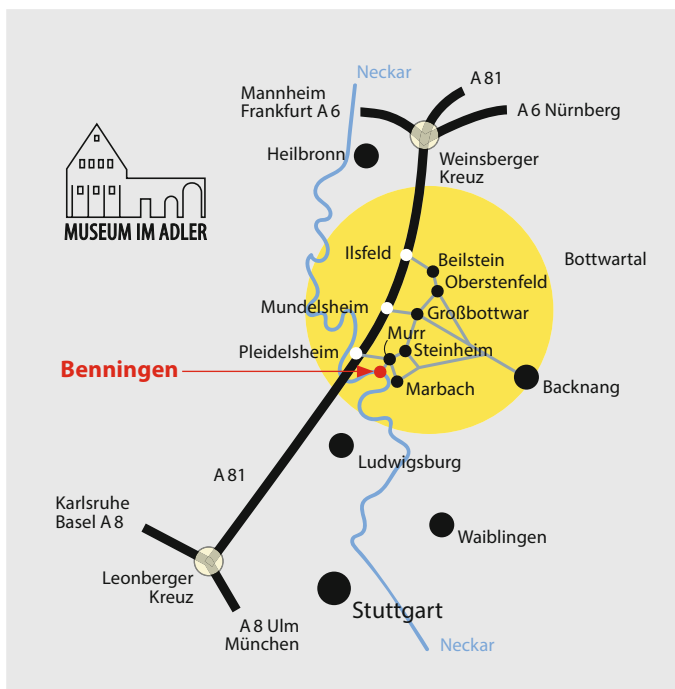 Neckar
A 81
Mannheim
Frankfurt A 6
A 6 Nürnberg
Heilbronn
Weinsberger
Kreuz
MUSEUM IM ADLER
Ilsfeld
Beilstein
Bottwartal
Oberstenfeld
Mundelsheim
Großbottwar
Murr
Pleidelsheim
Steinheim
Benningen
Marbach
Backnang
Ludwigsburg
A 81
Karlsruhe
Basel A 8
Waiblingen
Leonberger
Kreuz
Stuttgart
A 8 Ulm
München
Neckar